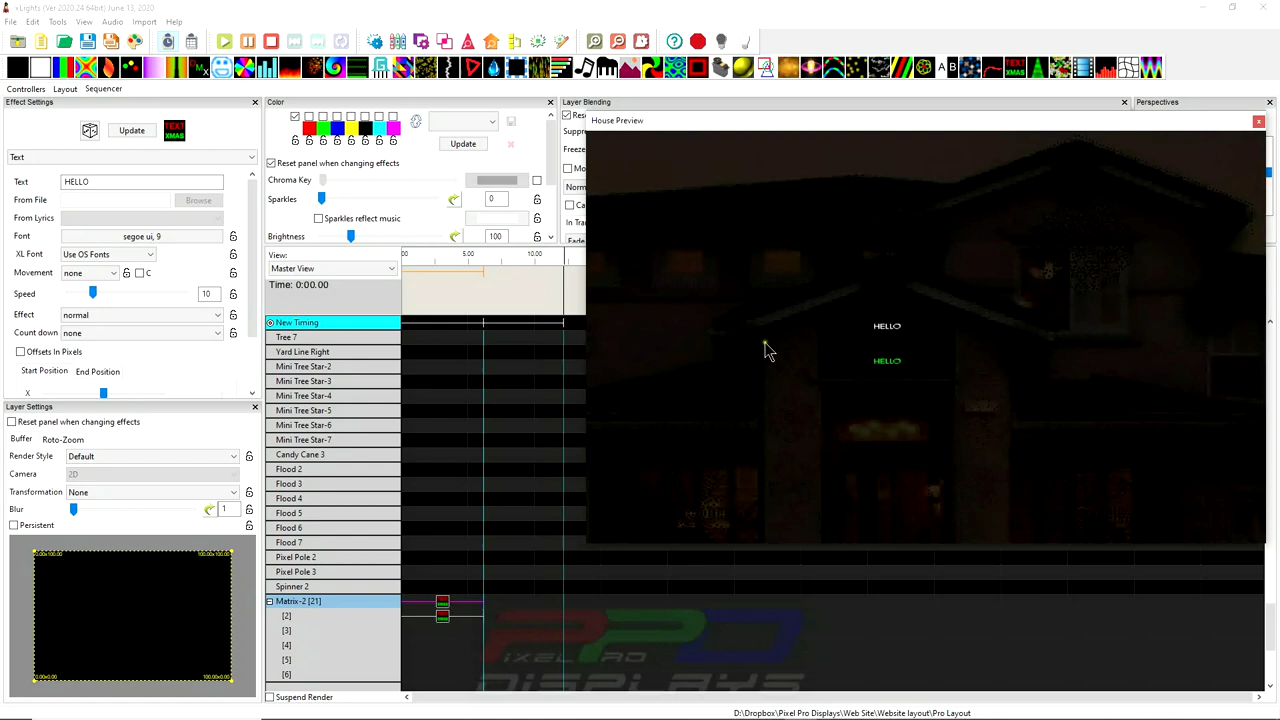 xLights (Ver 2020.24 64bit) June 13, 2020
File Edit Tools View Audio Import Help
Controllers Layout Sequencer
Effect Settings
Update
TEXT XMAS
Text
Text HELLO
From File Browse
From Lyrics
Font segoe ui, 9
XL Font Use OS Fonts
Movement none C
Speed 10
Effect normal
Count down none
Offsets In Pixels
Start Position End Position
X
Layer Settings
Reset panel when changing effects
Buffer Roto-Zoom
Render Style Default
Camera 2D
Transformation None
Blur 1
Persistent
Color
Update
Reset panel when changing effects
Chroma Key
Sparkles 0
Sparkles reflect music
Brightness 100
Layer Blending
Perspectives
House Preview
HELLO
HELLO
View:
Master View
Time: 0:00.00
5.00 10.00
New Timing
Tree 7
Yard Line Right
Mini Tree Star-2
Mini Tree Star-3
Mini Tree Star-4
Mini Tree Star-5
Mini Tree Star-6
Mini Tree Star-7
Candy Cane 3
Flood 2
Flood 3
Flood 4
Flood 5
Flood 6
Flood 7
Pixel Pole 2
Pixel Pole 3
Spinner 2
Matrix-2 [21]
[2]
[3]
[4]
[5]
[6]
PIXEL PRO DISPLAYS
Suspend Render
D:\Dropbox\Pixel Pro Displays\Web Site\Website layout\Pro Layout